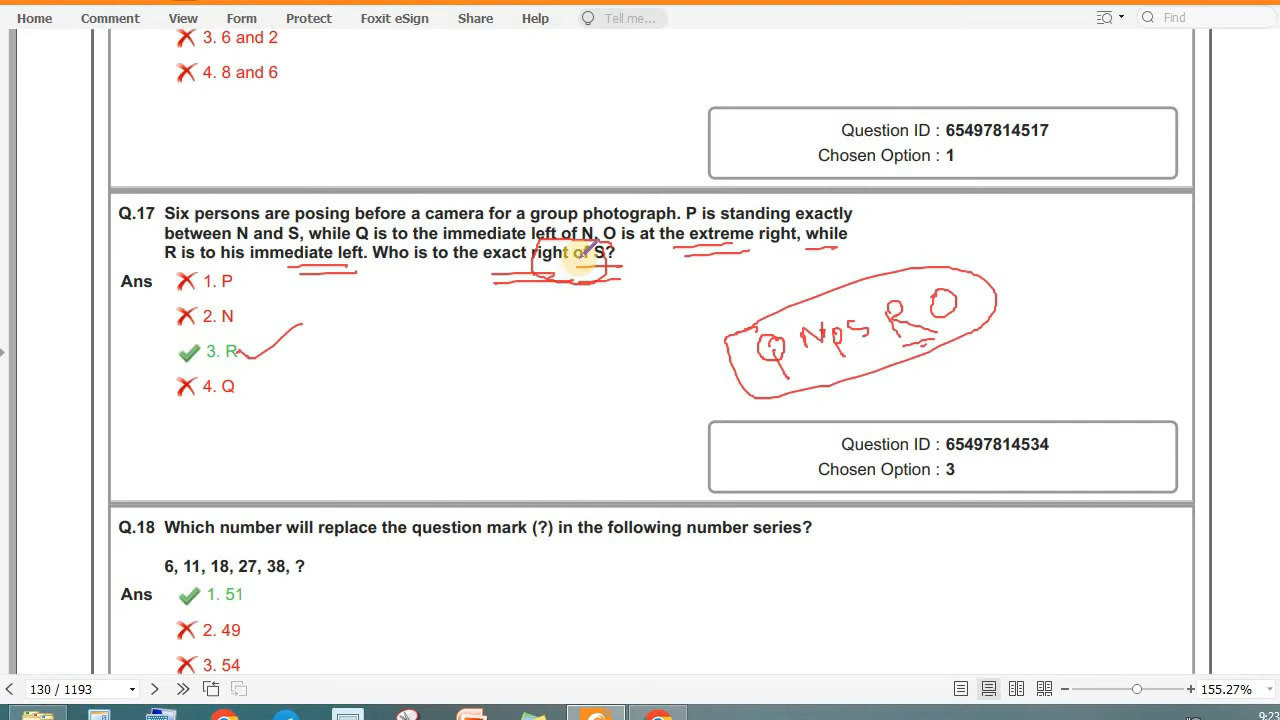 Home Comment View Form Protect Foxit eSign Share Help Tell me... Find
3. 6 and 2
4. 8 and 6
Question ID : 65497814517
Chosen Option : 1
Q.17 Six persons are posing before a camera for a group photograph. P is standing exactly
between N and S, while Q is to the immediate left of N, O is at the extreme right, while
R is to his immediate left. Who is to the exact right of S?
Ans 1. P
2. N
3. R
4. Q
Q N P S R O
Question ID : 65497814534
Chosen Option : 3
Q.18 Which number will replace the question mark (?) in the following number series?
6, 11, 18, 27, 38, ?
Ans 1. 51
2. 49
3. 54
130 / 1193 155.27%